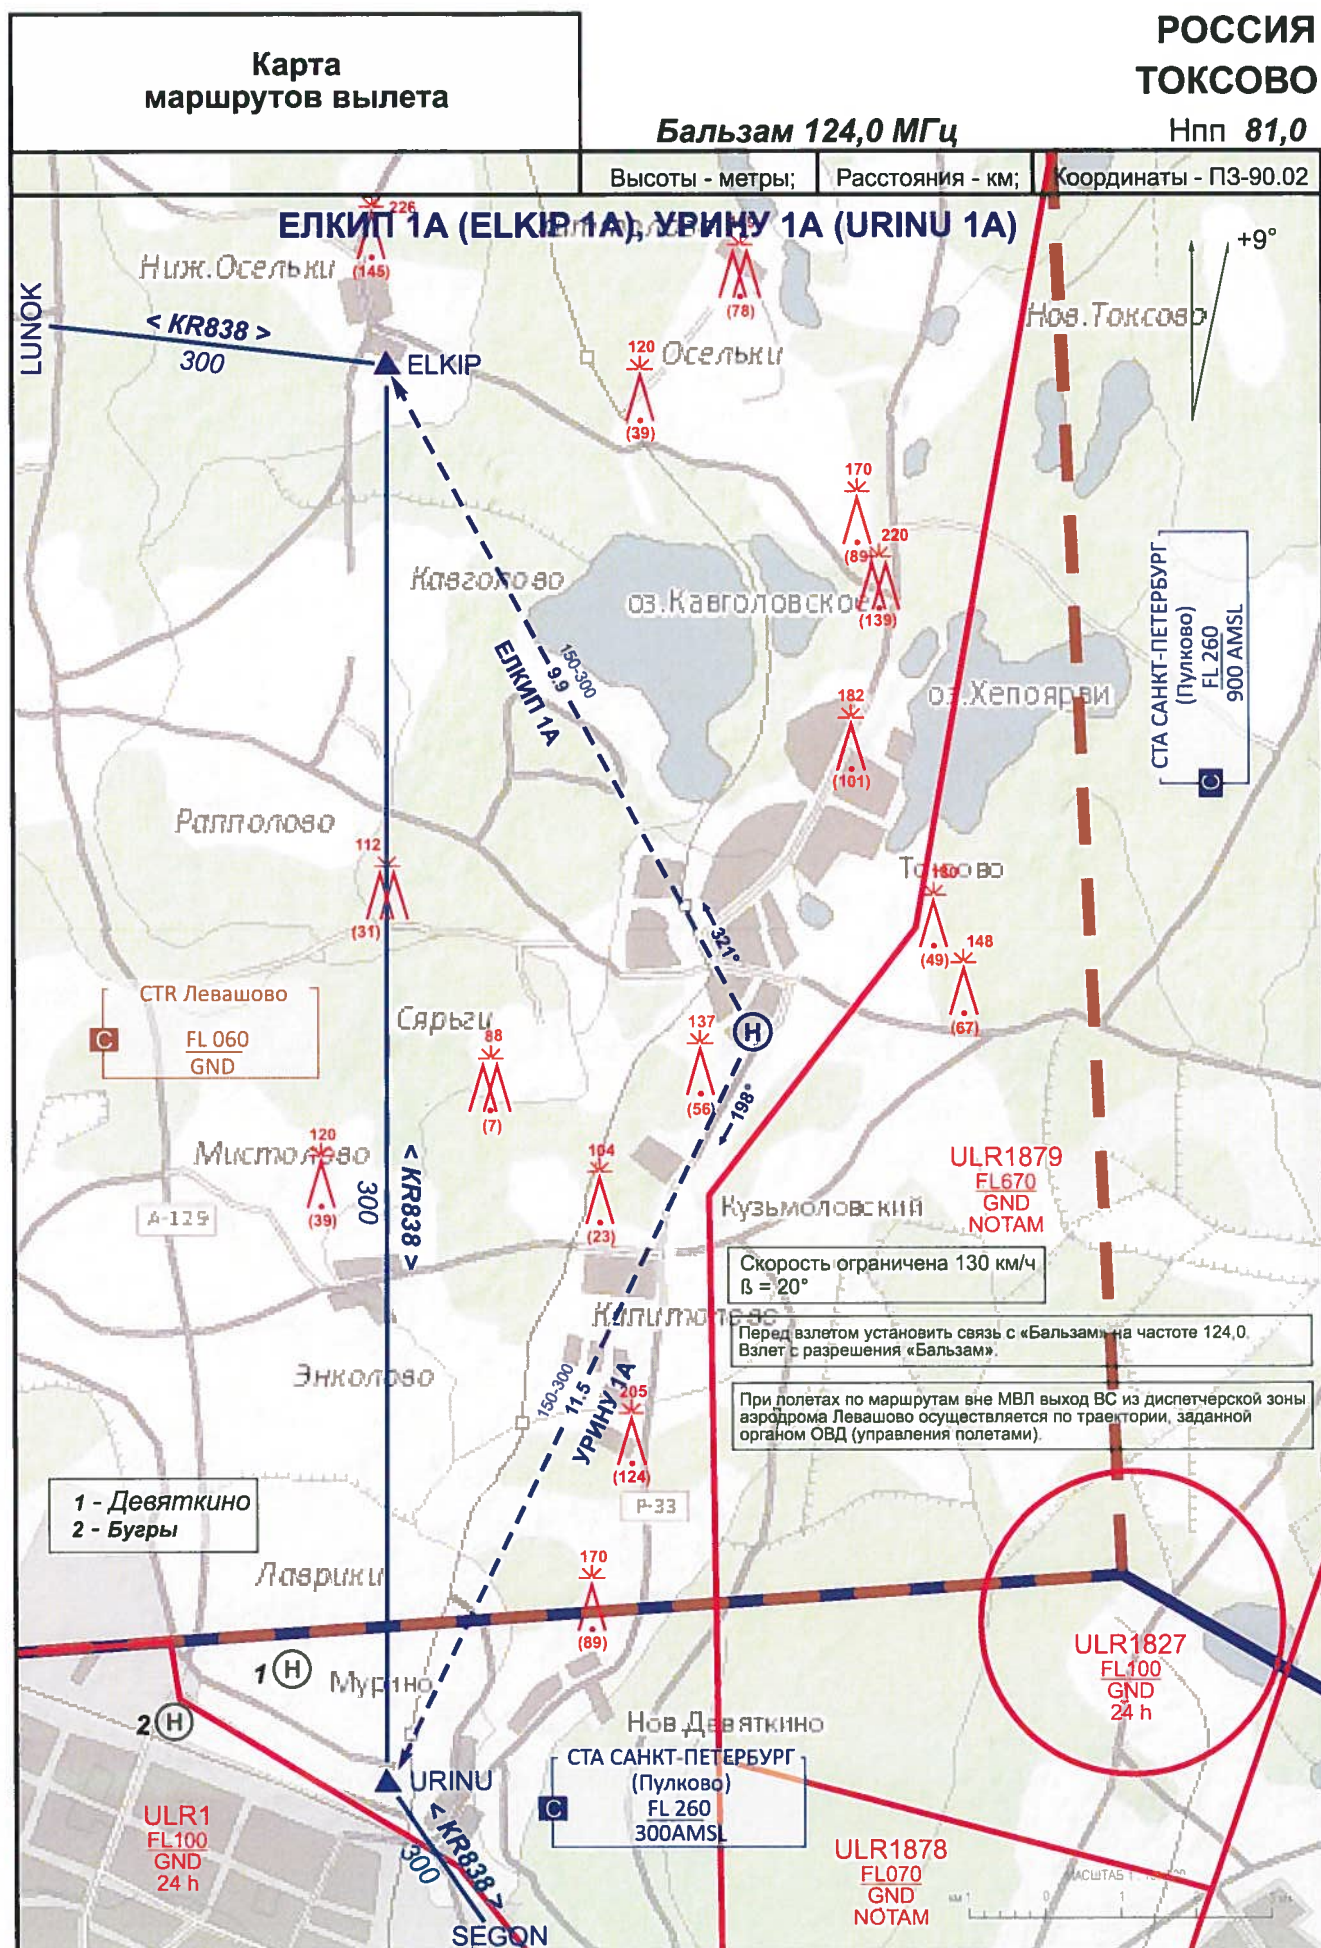 РОССИЯ
ТОКСОВО
Карта
маршрутов вылета
Бальзам 124,0 МГц
Нпп 81,0
Высоты - метры;
Расстояния - км;
Координаты - ПЗ-90.02
ЕЛКИП 1А (ELKIP 1A), УРИНУ 1А (URINU 1A)
+9°
226
(145)
Ниж.Осельки
(78)
LUNOK
< KR838 >
300
ELKIP
Нов.Токсово
120
Осельки
(39)
170
(89)
220
(139)
Кавголово
оз.Кавголовское
150-300
9.9
ЕЛКИП 1А
СТА САНКТ-ПЕТЕРБУРГ
(Пулково)
FL 260
900 AMSL
C
оз.Хепоярви
182
(101)
Рапполово
112
(31)
Токсово
180
(49)
148
(67)
321°
CTR Левашово
C
FL 060
GND
Сярьги
88
(7)
137
(56)
H
198°
Мистолово
120
(39)
А-129
< KR838 >
300
104
(23)
Кузьмоловский
ULR1879
FL670
GND
NOTAM
Скорость ограничена 130 км/ч
ß = 20°
Капитолово
Перед взлетом установить связь с «Бальзам» на частоте 124,0.
Взлет с разрешения «Бальзам».
Энколово
150-300
11.5
УРИНУ 1А
205
(124)
При полетах по маршрутам вне МВЛ выход ВС из диспетчерской зоны
аэродрома Левашово осуществляется по траектории, заданной
органом ОВД (управления полетами).
Р-33
1 - Девяткино
2 - Бугры
Лаврики
170
(89)
1 H
Мурино
2 H
Нов.Девяткино
ULR1827
FL100
GND
24 h
URINU
СТА САНКТ-ПЕТЕРБУРГ
(Пулково)
C
FL 260
300AMSL
ULR1
FL100
GND
24 h
< KR838 >
300
SEGON
ULR1878
FL070
GND
NOTAM
МАСШТАБ 1 :
км 1
0
1